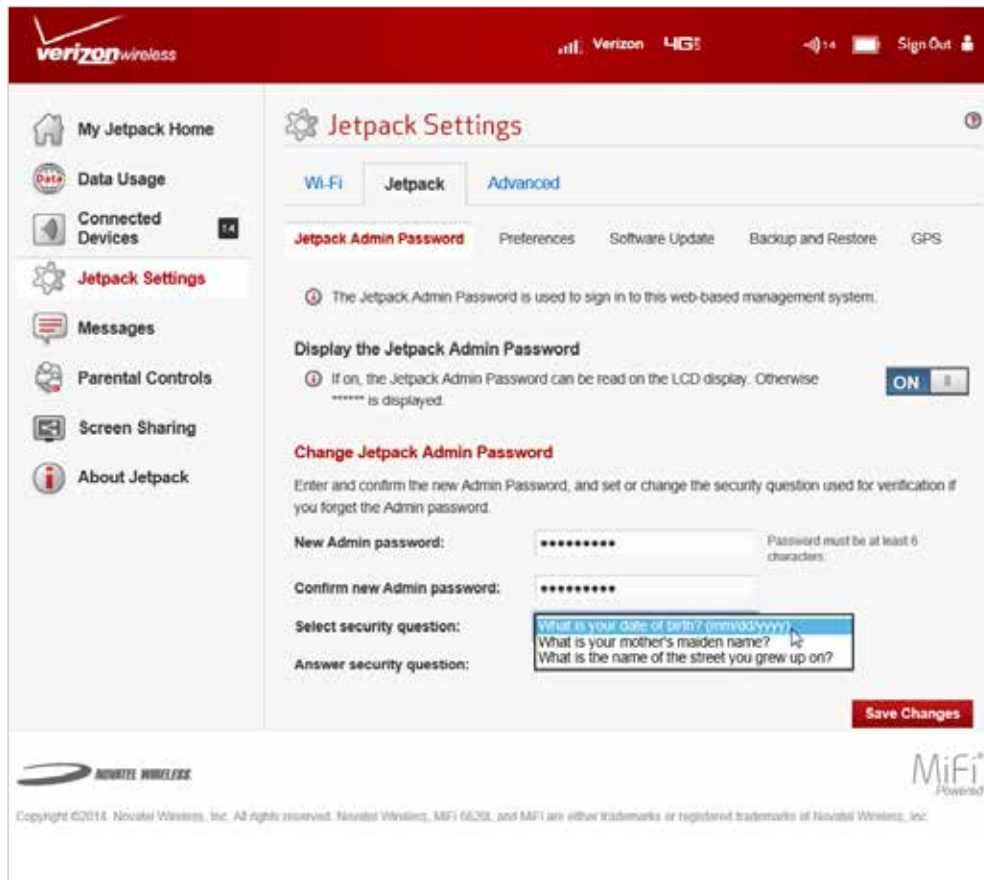 verizonwireless
Verizon 4G
14
Sign Out
My Jetpack Home
Data Usage
Connected Devices 14
Jetpack Settings
Messages
Parental Controls
Screen Sharing
About Jetpack
Jetpack Settings
Wi-Fi Jetpack Advanced
Jetpack Admin Password Preferences Software Update Backup and Restore GPS
The Jetpack Admin Password is used to sign in to this web-based management system.
Display the Jetpack Admin Password
If on, the Jetpack Admin Password can be read on the LCD display. Otherwise
****** is displayed.
ON
Change Jetpack Admin Password
Enter and confirm the new Admin Password, and set or change the security question used for verification if
you forget the Admin password.
New Admin password: ••••••••• Password must be at least 6
characters.
Confirm new Admin password: •••••••••
Select security question:
What is your date of birth? (mm/dd/yyyy)
What is your mother's maiden name?
What is the name of the street you grew up on?
Answer security question:
Save Changes
NOVATEL WIRELESS
MiFi
Powered
Copyright ©2014. Novatel Wireless, Inc. All rights reserved. Novatel Wireless, MiFi 6620L and MiFi are either trademarks or registered trademarks of Novatel Wireless, Inc.